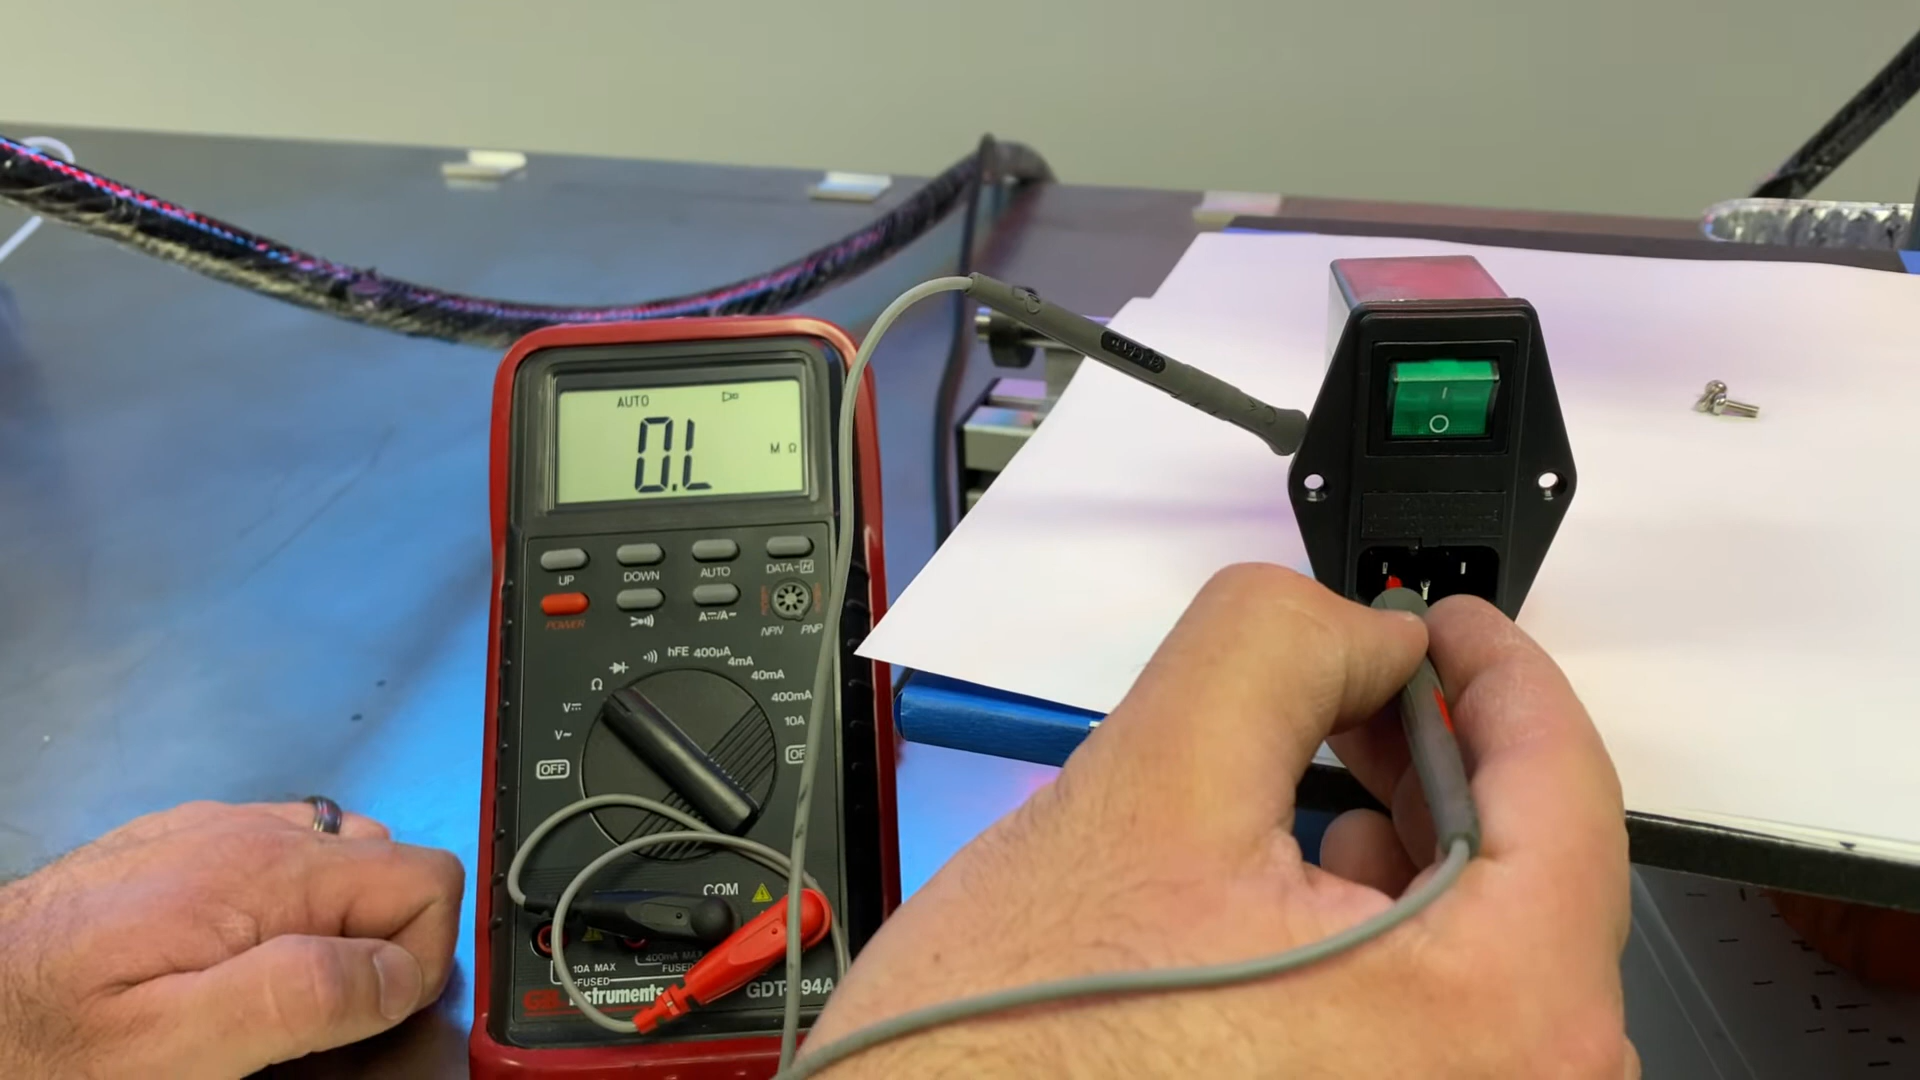 AUTO
0.L
M Ω
UP
DOWN
AUTO
DATA-H
POWER
A⎓/A~
NPN
PNP
hFE
400µA
4mA
40mA
400mA
10A
Ω
V⎓
V~
OFF
COM
10A MAX
FUSED
400mA MAX
FUSED
GB Instruments
I
O